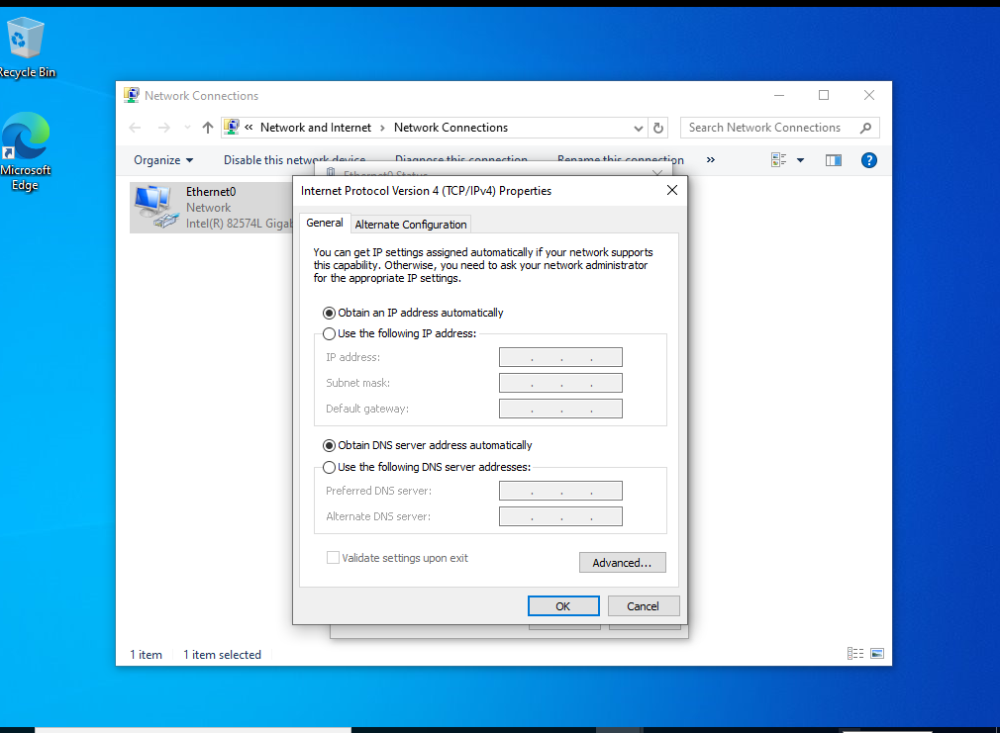 Recycle Bin
Microsoft
Edge
Network Connections
« Network and Internet › Network Connections
Search Network Connections
Organize
Disable this network device
Diagnose this connection
Rename this connection
»
Ethernet0 Status
Ethernet0
Network
Intel(R) 82574L Gigab
Internet Protocol Version 4 (TCP/IPv4) Properties
General
Alternate Configuration
You can get IP settings assigned automatically if your network supports
this capability. Otherwise, you need to ask your network administrator
for the appropriate IP settings.
Obtain an IP address automatically
Use the following IP address:
IP address:
. . .
Subnet mask:
. . .
Default gateway:
. . .
Obtain DNS server address automatically
Use the following DNS server addresses:
Preferred DNS server:
. . .
Alternate DNS server:
. . .
Validate settings upon exit
Advanced...
OK
Cancel
1 item
1 item selected